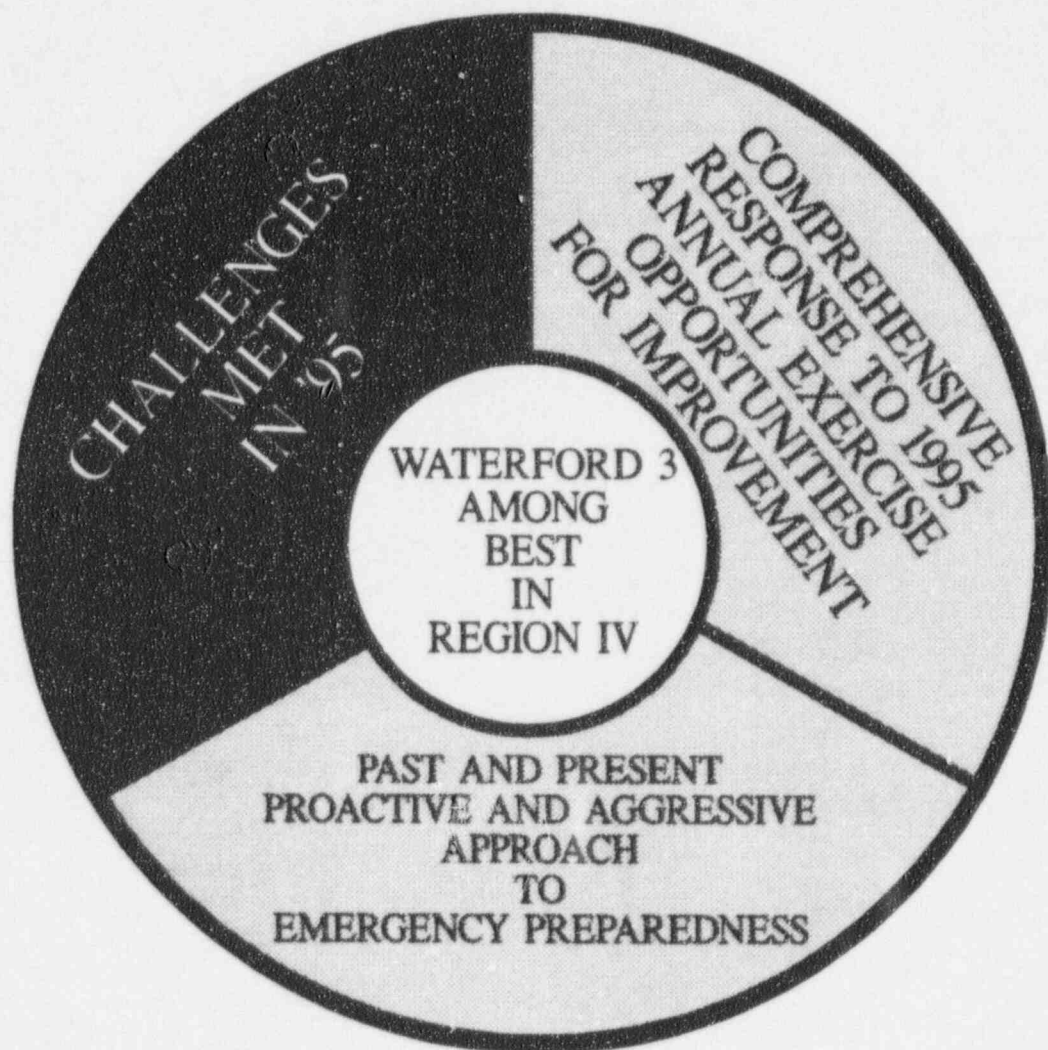 CHALLENGES
MET
IN '95
COMPREHENSIVE
RESPONSE TO 1995
ANNUAL EXERCISE
OPPORTUNITIES
FOR IMPROVEMENT
WATERFORD 3
AMONG
BEST
IN
REGION IV
PAST AND PRESENT
PROACTIVE AND AGGRESSIVE
APPROACH
TO
EMERGENCY PREPAREDNESS